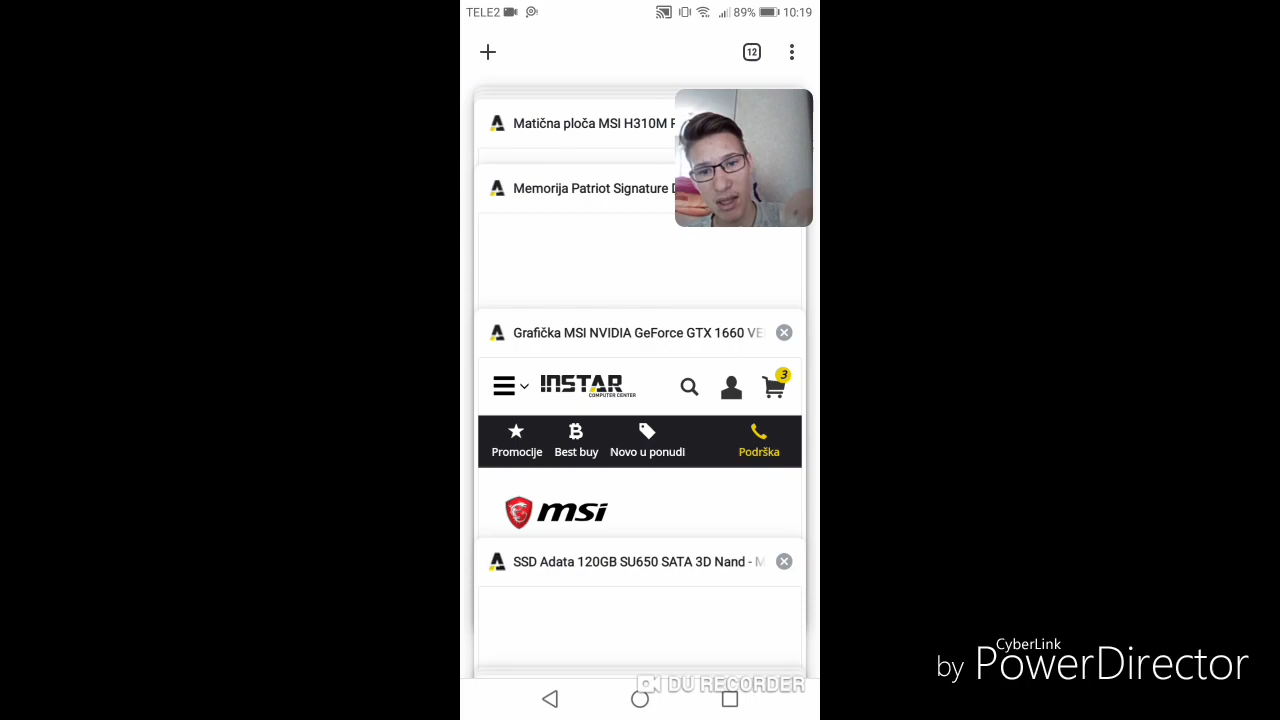 TELE2 89% 10:19
12
Matična ploča MSI H310M
Memorija Patriot Signature
Grafička MSI NVIDIA GeForce GTX 1660
INSTAR
COMPUTER CENTER
3
Promocije Best buy Novo u ponudi Podrška
msi
SSD Adata 120GB SU650 SATA 3D Nand -
CyberLink
by PowerDirector
DU RECORDER